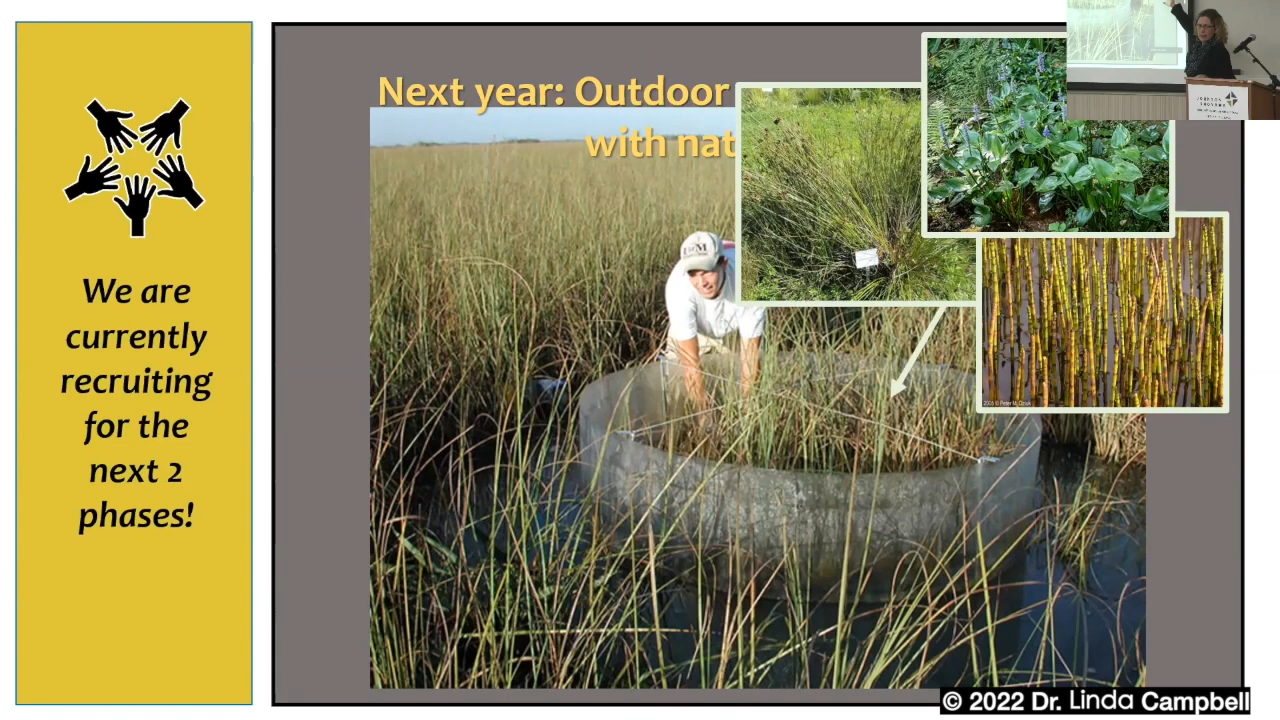 We are
currently
recruiting
for the
next 2
phases!
Next year: Outdoor
with nat
© 2022 Dr. Linda Campbell